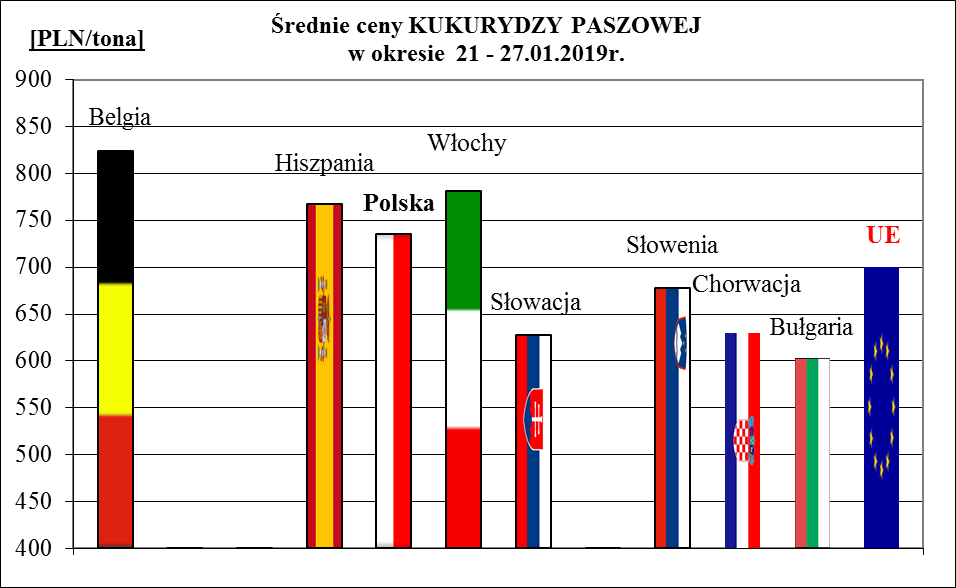 Średnie ceny KUKURYDZY PASZOWEJ
w okresie 21 - 27.01.2019r.
[PLN/tona]
900
850
800
750
700
650
600
550
500
450
400
Belgia
Hiszpania
Polska
Włochy
Słowacja
Słowenia
Chorwacja
Bułgaria
UE